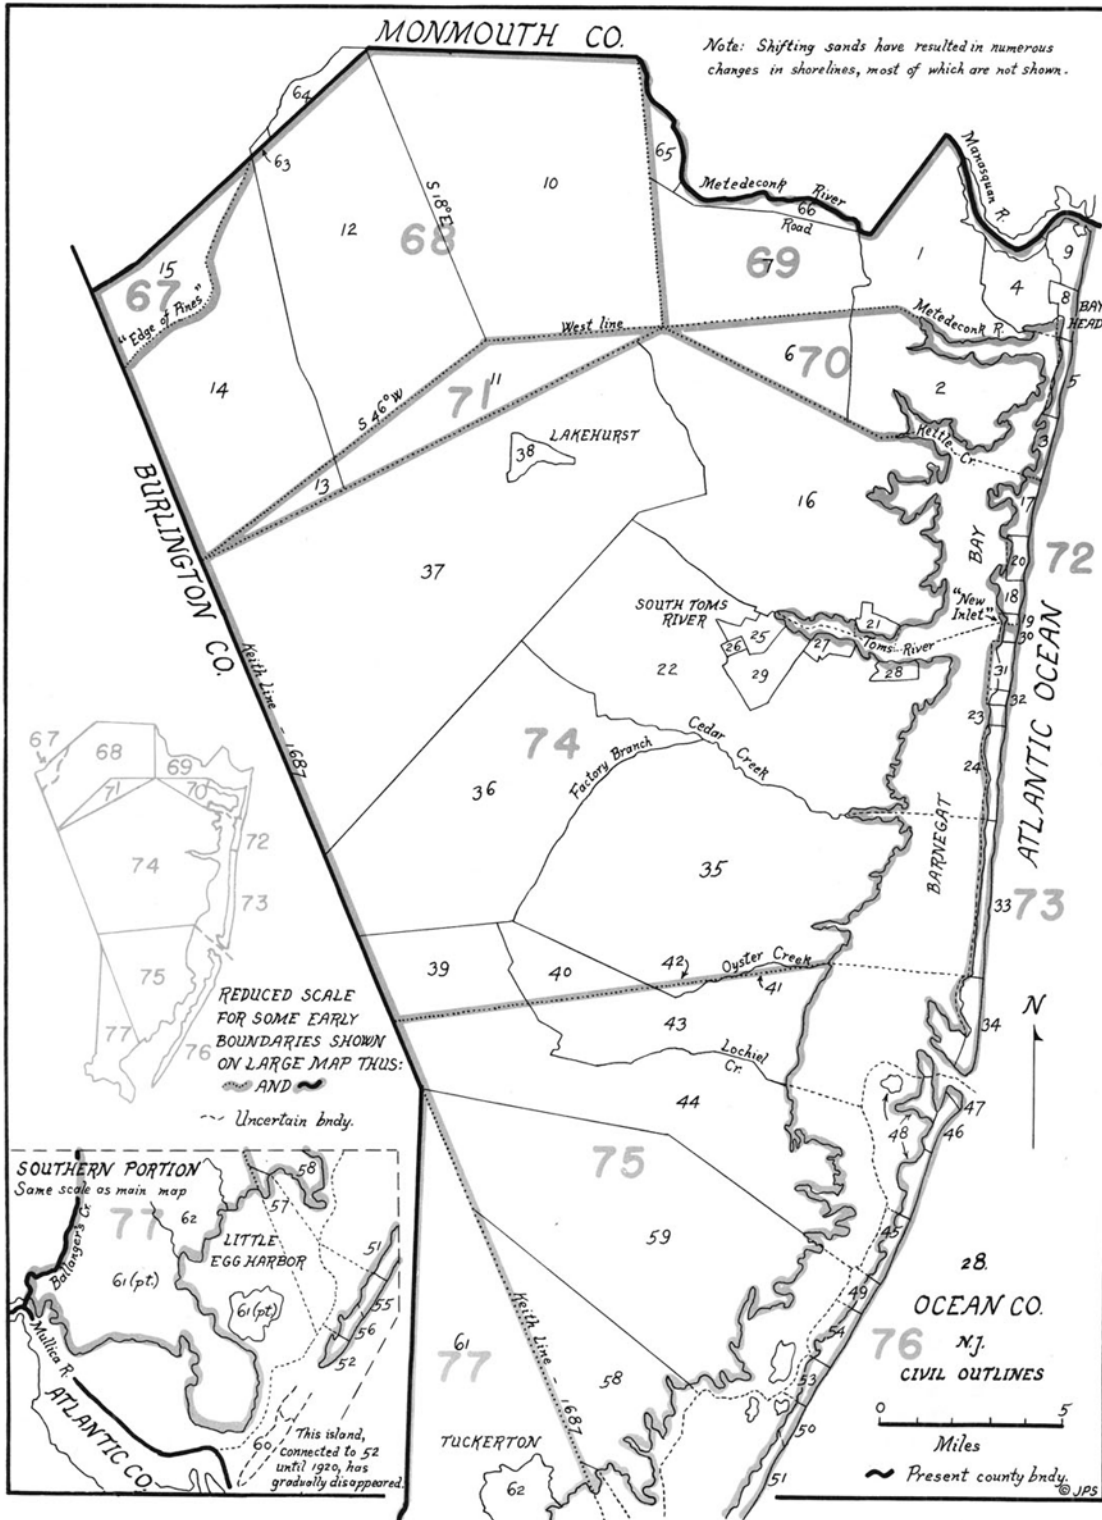 MONMOUTH CO.
Note: Shifting sands have resulted in numerous
changes in shorelines, most of which are not shown.
64
63
65
Metedeconk River
66
Road
Manasquan R.
10
12
S 18° E
68
15
67
"Edge of Pines"
69
7
1
9
4
8
BAY
HEAD
West line
Metedeconk R.
6
70
2
5
14
11
71
S 46° W
LAKEHURST
38
Kettle Cr.
3
13
16
17
BURLINGTON CO.
37
BAY
20
72
SOUTH TOMS
RIVER
21
"New
Inlet"
18
19
25
26
27
Toms River
30
22
29
28
31
32
Keith Line - 1687
23
67
68
69
71
70
74
72
73
75
77
76
74
Cedar Creek
Factory Branch
24
36
ATLANTIC OCEAN
35
BARNEGAT
33
73
39
40
42
Oyster Creek
41
REDUCED SCALE
FOR SOME EARLY
BOUNDARIES SHOWN
ON LARGE MAP THUS:
AND
Uncertain bndy.
43
N
34
Lochiel
Cr.
44
47
46
48
75
SOUTHERN PORTION
Same scale as main map
77
62
58
57
Ballanger's Cr.
LITTLE
EGG HARBOR
51
61(pt.)
61(pt)
55
56
52
Mullica R.
ATLANTIC CO.
60
This island,
connected to 52
until 1920, has
gradually disappeared.
59
45
49
54
76
Keith Line - 1687
61
77
58
53
50
TUCKERTON
62
51
28.
OCEAN CO.
N.J.
CIVIL OUTLINES
0 5
Miles
Present county bndy.
© JPS